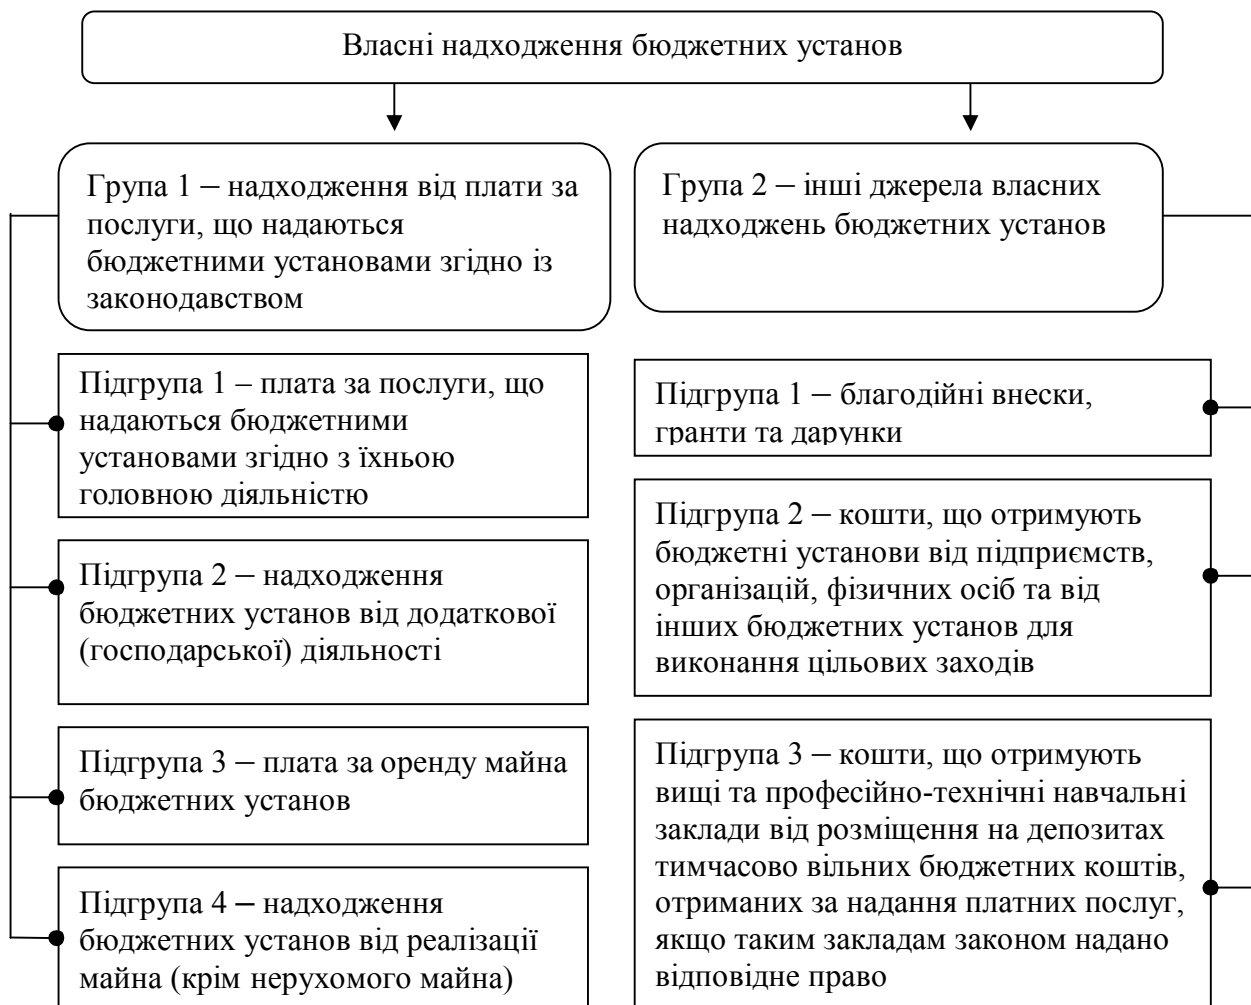 Власні надходження бюджетних установ
Група 1 – надходження від плати за
послуги, що надаються
бюджетними установами згідно із
законодавством
Підгрупа 1 – плата за послуги, що
надаються бюджетними
установами згідно з їхньою
головною діяльністю
Підгрупа 2 – надходження
бюджетних установ від додаткової
(господарської) діяльності
Підгрупа 3 – плата за оренду майна
бюджетних установ
Підгрупа 4 – надходження
бюджетних установ від реалізації
майна (крім нерухомого майна)
Група 2 – інші джерела власних
надходжень бюджетних установ
Підгрупа 1 – благодійні внески,
гранти та дарунки
Підгрупа 2 – кошти, що отримують
бюджетні установи від підприємств,
організацій, фізичних осіб та від
інших бюджетних установ для
виконання цільових заходів
Підгрупа 3 – кошти, що отримують
вищі та професійно-технічні навчальні
заклади від розміщення на депозитах
тимчасово вільних бюджетних коштів,
отриманих за надання платних послуг,
якщо таким закладам законом надано
відповідне право